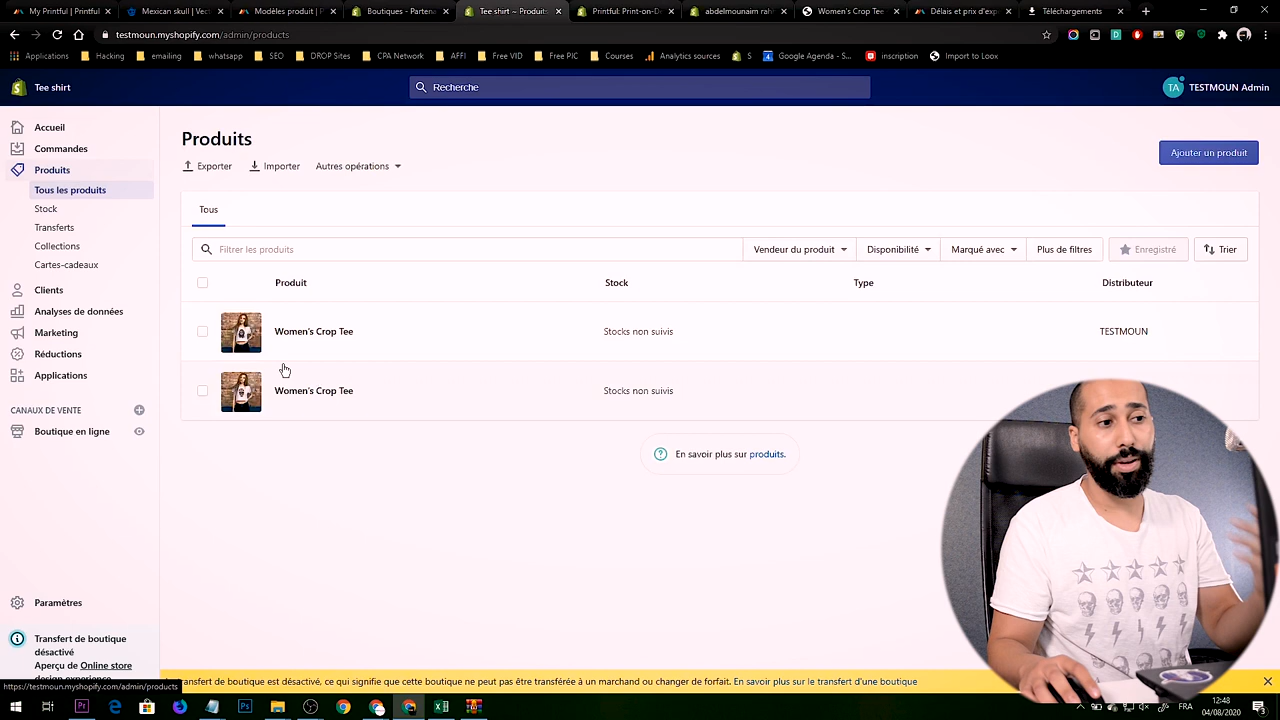 My Printful | Printful
Mexican skull | Vect
Modèles produit | P
Boutiques - Partena
Tee shirt ~ Produits
Printful: Print-on-D
abdelmounaim rah
Women's Crop Tee
Délais et prix d'exp
Téléchargements
testmoun.myshopify.com/admin/products
Applications
Hacking
emailing
whatsapp
SEO
DROP Sites
CPA Network
AFFI
Free VID
Free PIC
Courses
Analytics sources
S
Google Agenda - S...
inscription
Import to Loox
Tee shirt
Recherche
TA
TESTMOUN Admin
Accueil
Commandes
Produits
Tous les produits
Stock
Transferts
Collections
Cartes-cadeaux
Clients
Analyses de données
Marketing
Réductions
Applications
CANAUX DE VENTE
Boutique en ligne
Paramètres
Transfert de boutique
désactivé
Aperçu de Online store
Produits
Exporter
Importer
Autres opérations
Ajouter un produit
Tous
Filtrer les produits
Vendeur du produit
Disponibilité
Marqué avec
Plus de filtres
Enregistré
Trier
Produit
Stock
Type
Distributeur
Women's Crop Tee
Stocks non suivis
TESTMOUN
Women's Crop Tee
Stocks non suivis
En savoir plus sur produits.
transfert de boutique est désactivé, ce qui signifie que cette boutique ne peut pas être transférée à un marchand ou changer de forfait. En savoir plus sur le transfert d'une boutique
https://testmoun.myshopify.com/admin/products
FRA
12:48
04/08/2020
3